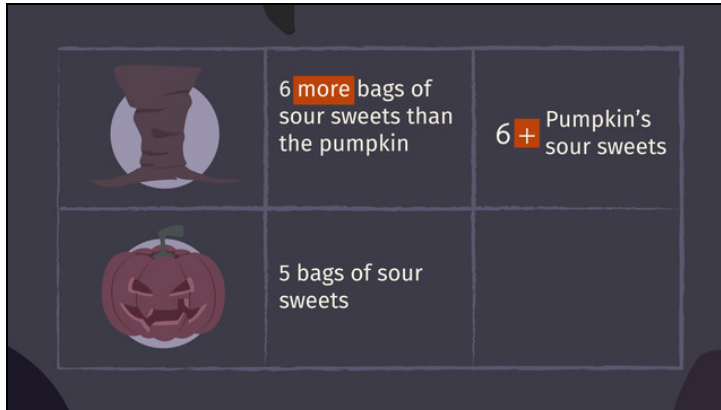 6 more bags of
sour sweets than
the pumpkin
6 + Pumpkin's
sour sweets
5 bags of sour
sweets